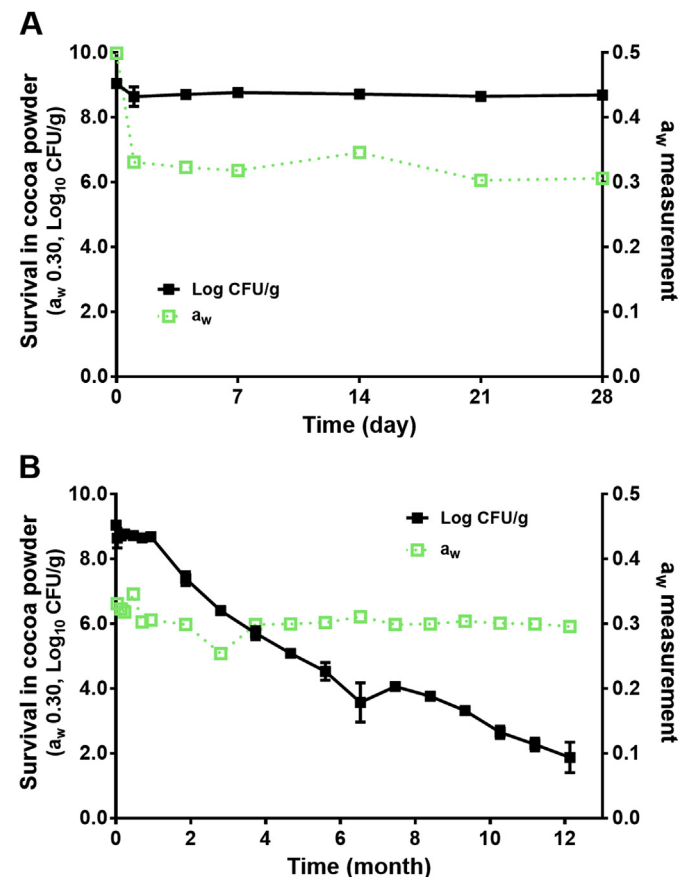 A
10.0
8.0
6.0
4.0
2.0
0.0
Survival in cocoa powder
(aw 0.30, Log10 CFU/g)
Log CFU/g
aw
0.5
0.4
0.3
0.2
0.1
0.0
aw measurement
0 7 14 21 28
Time (day)
B
10.0
8.0
6.0
4.0
2.0
0.0
Survival in cocoa powder
(aw 0.30, Log10 CFU/g)
Log CFU/g
aw
0.5
0.4
0.3
0.2
0.1
0.0
aw measurement
0 2 4 6 8 10 12
Time (month)